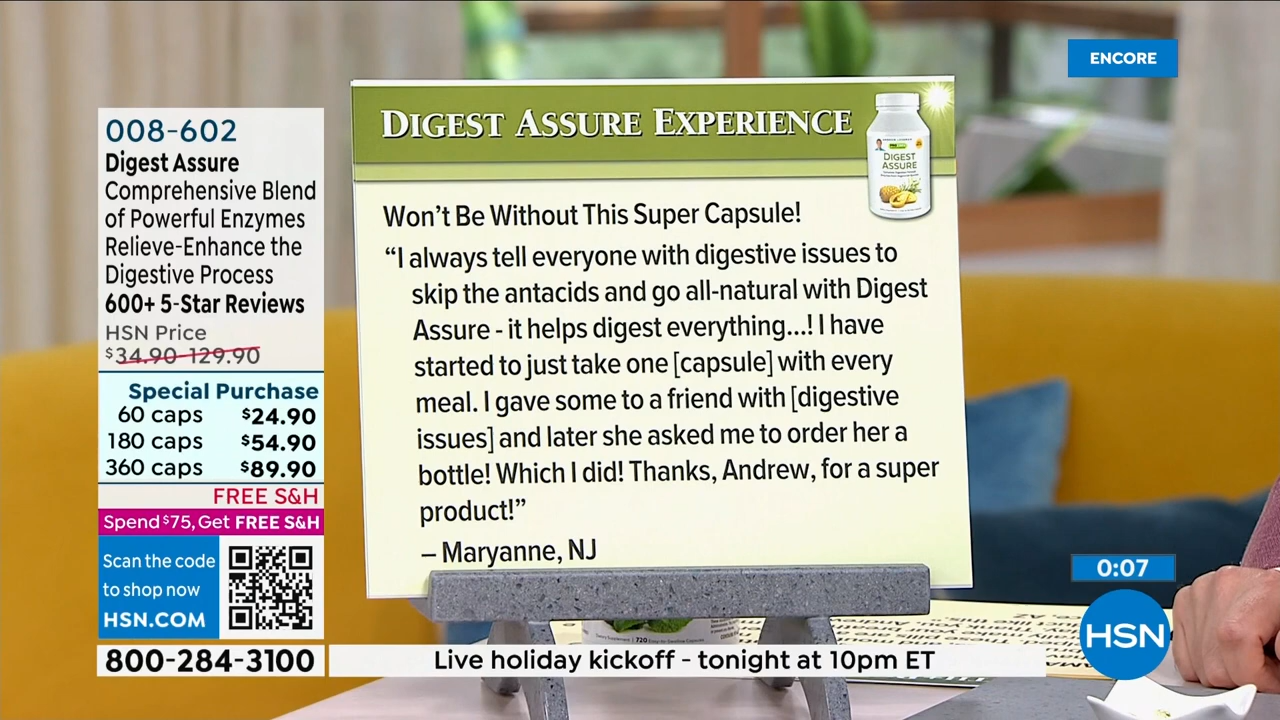 ENCORE
008-602
Digest Assure
Comprehensive Blend
of Powerful Enzymes
Relieve-Enhance the
Digestive Process
600+ 5-Star Reviews
HSN Price
$34.90-129.90
Special Purchase
60 caps $24.90
180 caps $54.90
360 caps $89.90
FREE S&H
Spend $75, Get FREE S&H
Scan the code
to shop now
HSN.COM
800-284-3100
DIGEST ASSURE EXPERIENCE
DIGEST
ASSURE
Won't Be Without This Super Capsule!
“I always tell everyone with digestive issues to
skip the antacids and go all-natural with Digest
Assure - it helps digest everything...! I have
started to just take one [capsule] with every
meal. I gave some to a friend with [digestive
issues] and later she asked me to order her a
bottle! Which I did! Thanks, Andrew, for a super
product!”
– Maryanne, NJ
720
0:07
HSN
Live holiday kickoff - tonight at 10pm ET